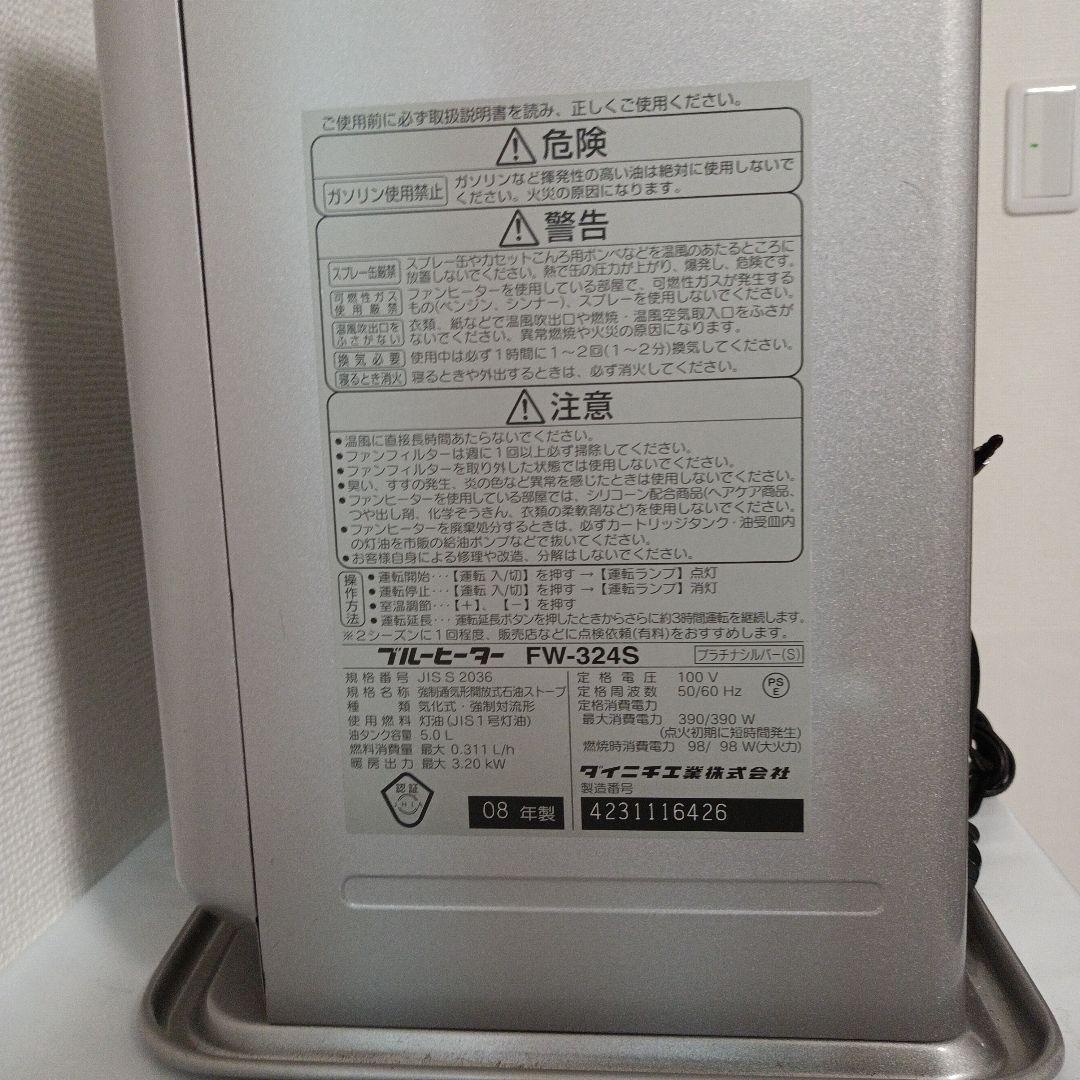 ご使用前に必ず取扱説明書を読み、正しくご使用ください。
危険
ガソリン使用禁止
ガソリンなど揮発性の高い油は絶対に使用しないで
ください。火災の原因になります。
警告
スプレー缶厳禁
スプレー缶やカセットこんろ用ボンベなどを温風のあたるところに
放置しないでください。熱で缶の圧力が上がり、爆発し、危険です。
可燃性ガス
使用厳禁
ファンヒーターを使用している部屋で、可燃性ガスが発生する
もの(ベンジン、シンナー)、スプレーを使用しないでください。
温風吹出口を
ふさがない
衣類、紙などで温風吹出口や燃焼・温風空気取入口をふさが
ないでください。異常燃焼や火災の原因になります。
換気必要
使用中は必ず1時間に1～2回(1～2分)換気してください。
寝るとき消火
寝るときや外出するときは、必ず消火してください。
注意
●温風に直接長時間あたらないでください。
●ファンフィルターは週に1回以上必ず掃除してください。
●ファンフィルターを取り外した状態では使用しないでください。
●臭い、すすの発生、炎の色など異常を感じたときは使用しないでください。
●ファンヒーターを使用している部屋では、シリコーン配合商品(ヘアケア商品、
つや出し剤、化学ぞうきん、衣類の柔軟剤など)を使用しないでください。
●ファンヒーターを廃棄処分するときは、必ずカートリッジタンク・油受皿内
の灯油を市販の給油ポンプなどで抜いてください。
●お客様自身による修理や改造、分解はしないでください。
操作方法
●運転開始･･･【運転 入/切】を押す→【運転ランプ】点灯
●運転停止･･･【運転 入/切】を押す→【運転ランプ】消灯
●室温調節･･･【+】、【−】を押す
●運転延長･･･運転延長ボタンを押したときからさらに約3時間運転を継続します。
※2シーズンに1回程度、販売店などに点検依頼(有料)をおすすめします。
ブルーヒーター FW-324S プラチナシルバー(S)
規格番号 JIS S 2036
規格名称 強制通気形開放式石油ストーブ
種類 気化式・強制対流形
使用燃料 灯油(JIS1号灯油)
油タンク容量 5.0 L
燃料消費量 最大 0.311 L/h
暖房出力 最大 3.20 kW
認証
JHIA
08 年製
定格電圧 100 V
定格周波数 50/60 Hz
PS
E
定格消費電力
最大消費電力 390/390 W
(点火初期に短時間発生)
燃焼時消費電力 98/ 98 W(大火力)
ダイニチ工業株式会社
製造番号
4231116426